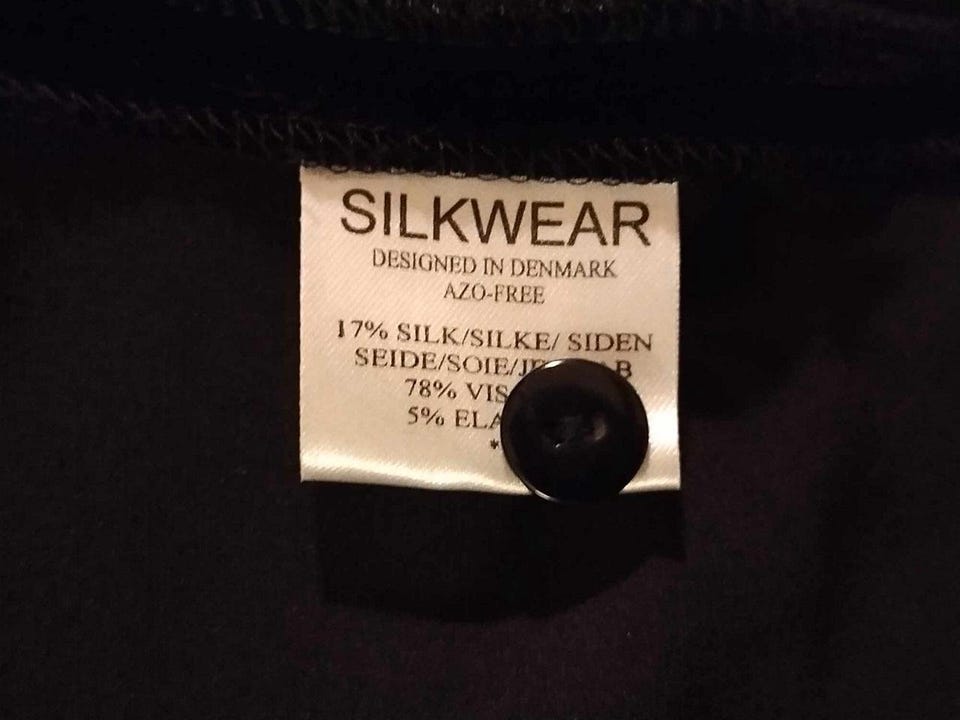 SILKWEAR
DESIGNED IN DENMARK
AZO-FREE
17% SILK/SILKE/ SIDEN
SEIDE/SOIE/
78%
5%
*